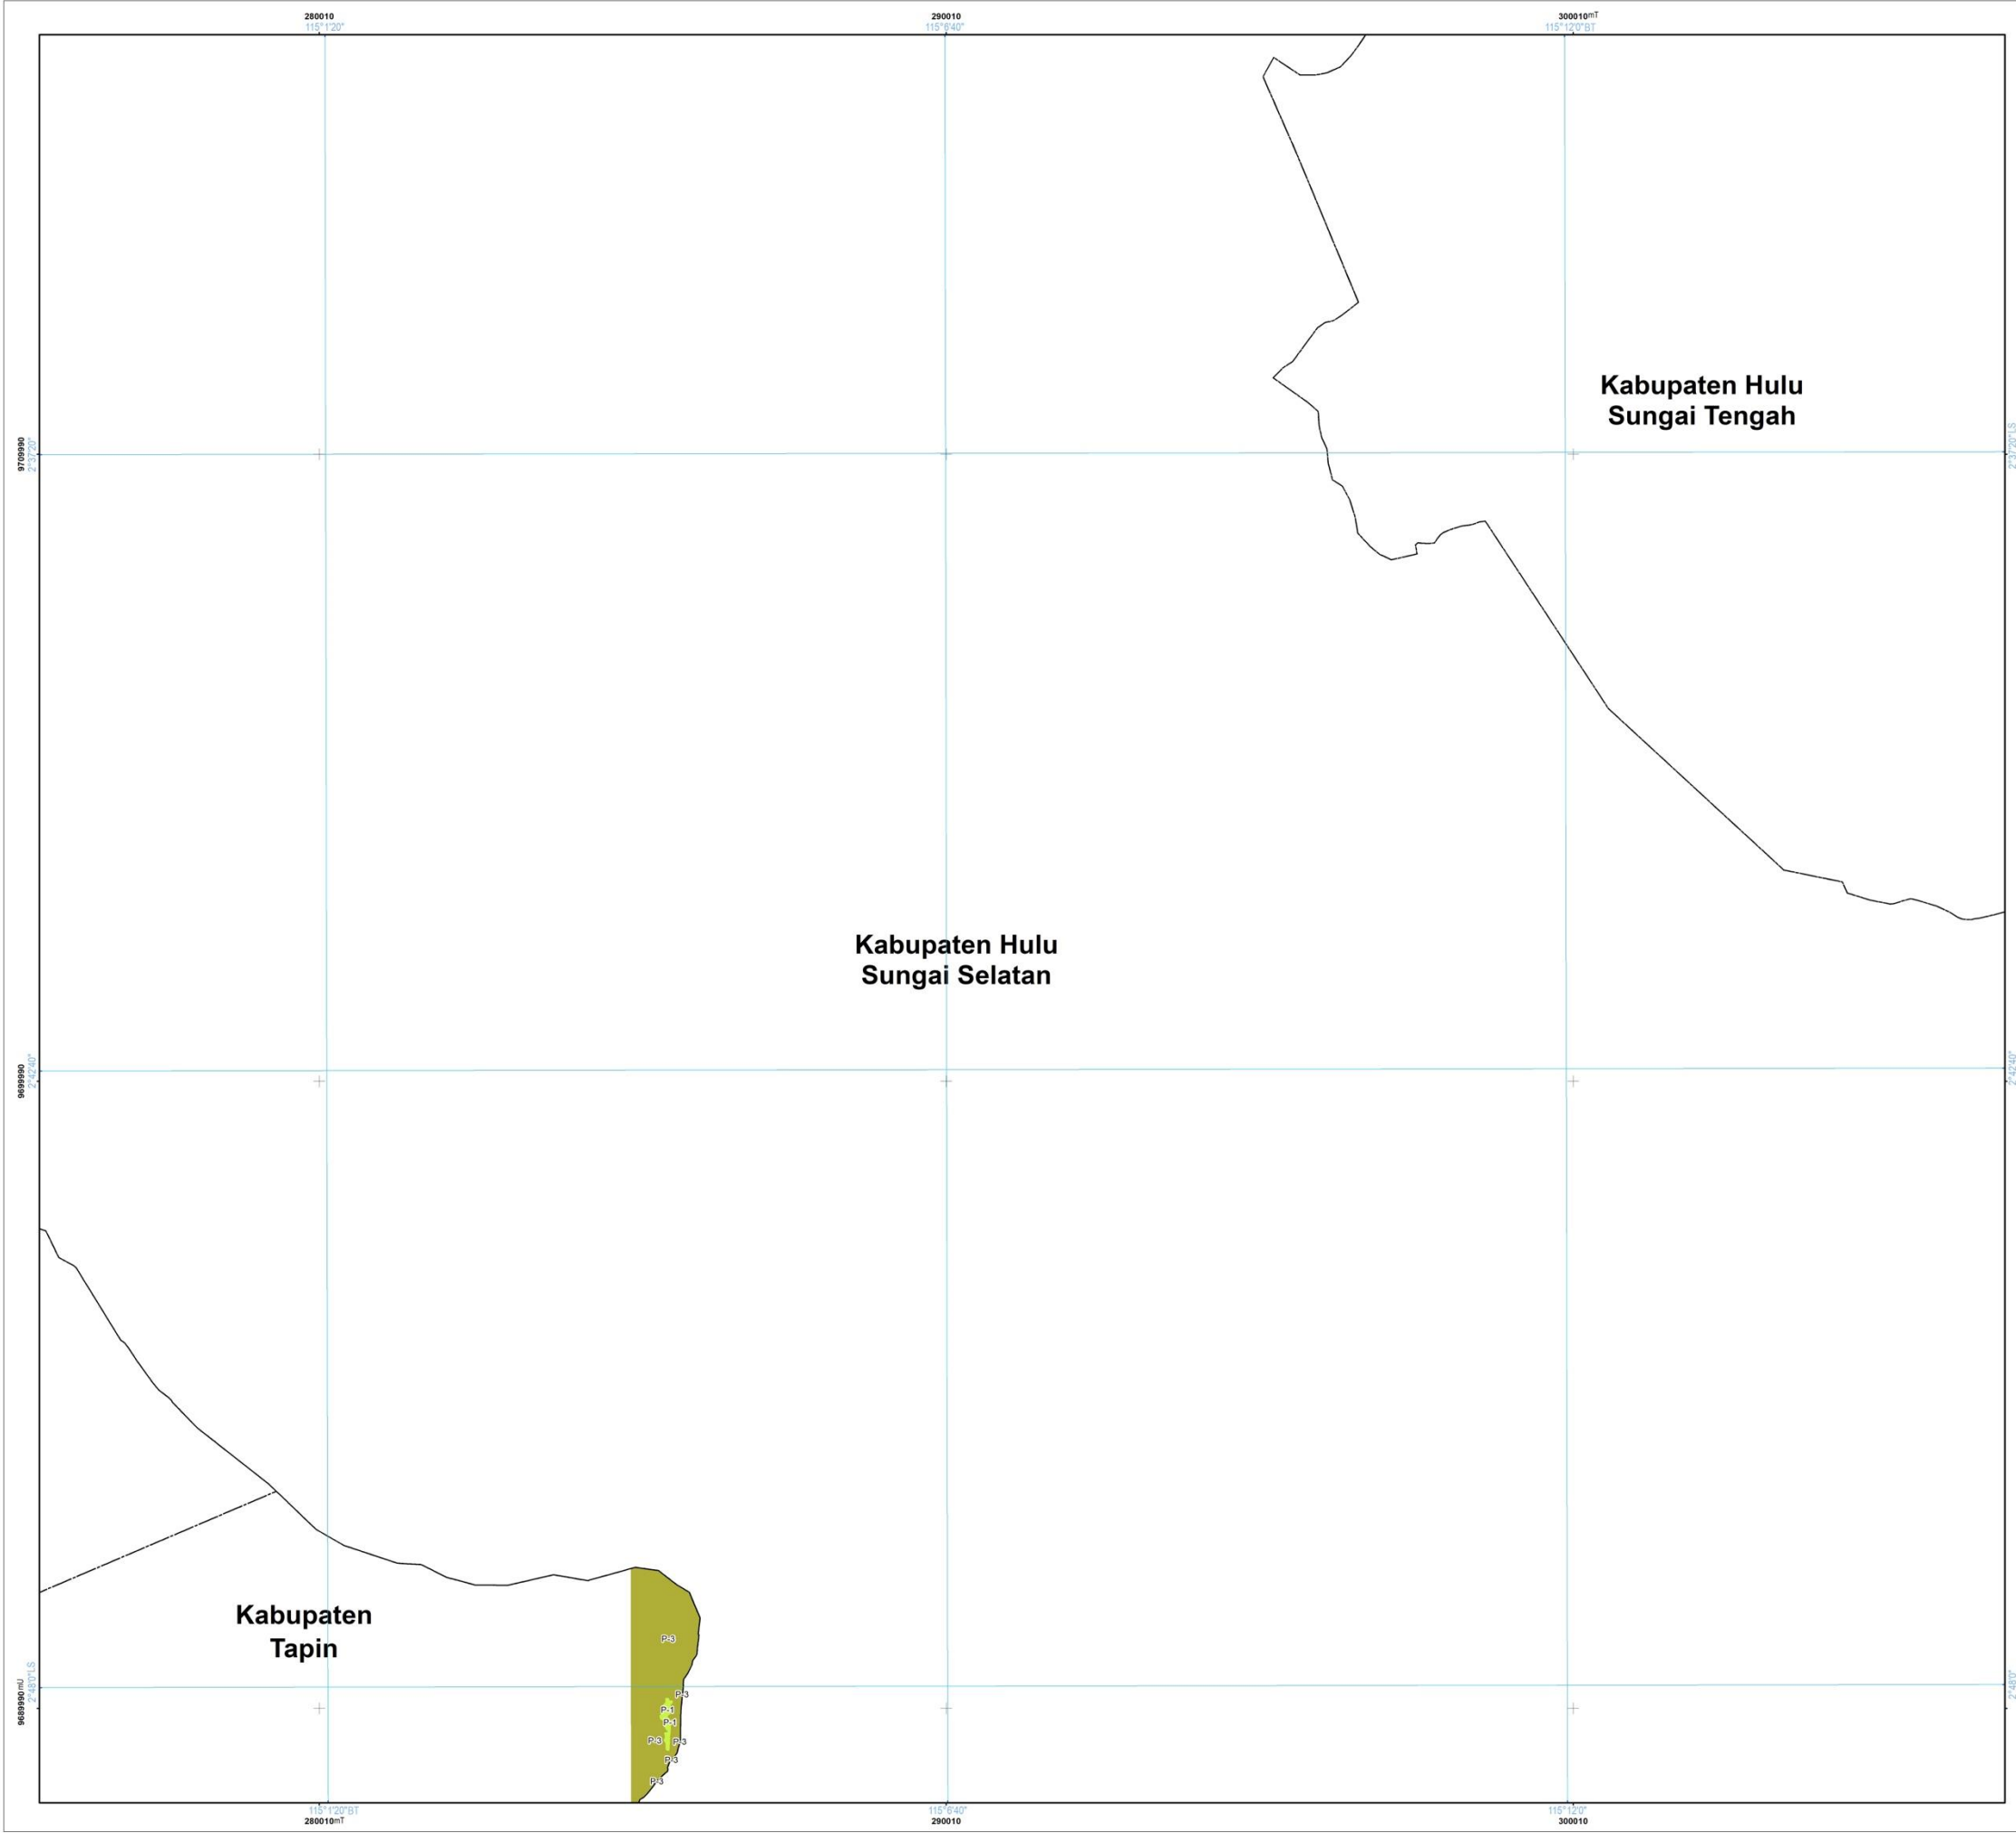 280010
290010
300010mT
115°1'20"
115°6'40"
115°12'0"BT
Kabupaten Hulu
Sungai Tengah
9709990
2°37'20"
2°37'20"LS
Kabupaten Hulu
Sungai Selatan
9699990
2°42'40"
2°42'40"
Kabupaten
Tapin
P-3
9689990mU
2°48'0"LS
2°48'0"
P-3
P-1
P-1
P-3
P-3
P-3
P-3
115°1'20"BT
115°6'40"
115°12'0"
280010mT
290010
300010